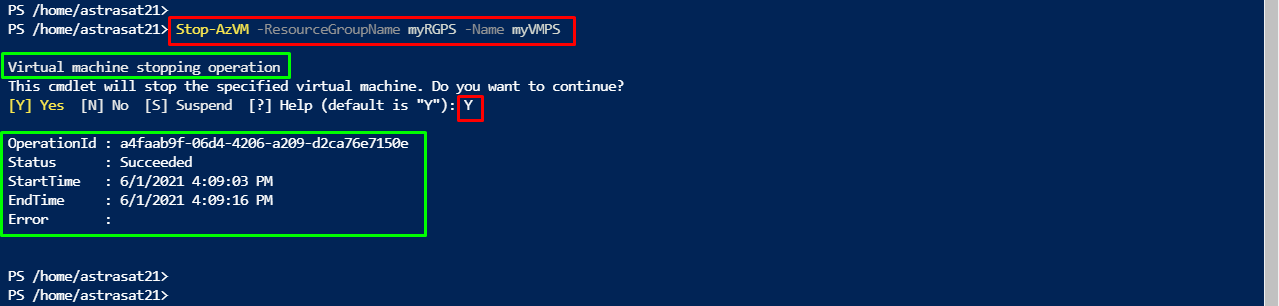 PS /home/astrasat21>
PS /home/astrasat21> Stop-AzVM -ResourceGroupName myRGPS -Name myVMPS
Virtual machine stopping operation
This cmdlet will stop the specified virtual machine. Do you want to continue?
[Y] Yes  [N] No  [S] Suspend  [?] Help (default is "Y"): Y
OperationId : a4faab9f-06d4-4206-a209-d2ca76e7150e
Status      : Succeeded
StartTime   : 6/1/2021 4:09:03 PM
EndTime     : 6/1/2021 4:09:16 PM
Error       :
PS /home/astrasat21>
PS /home/astrasat21>